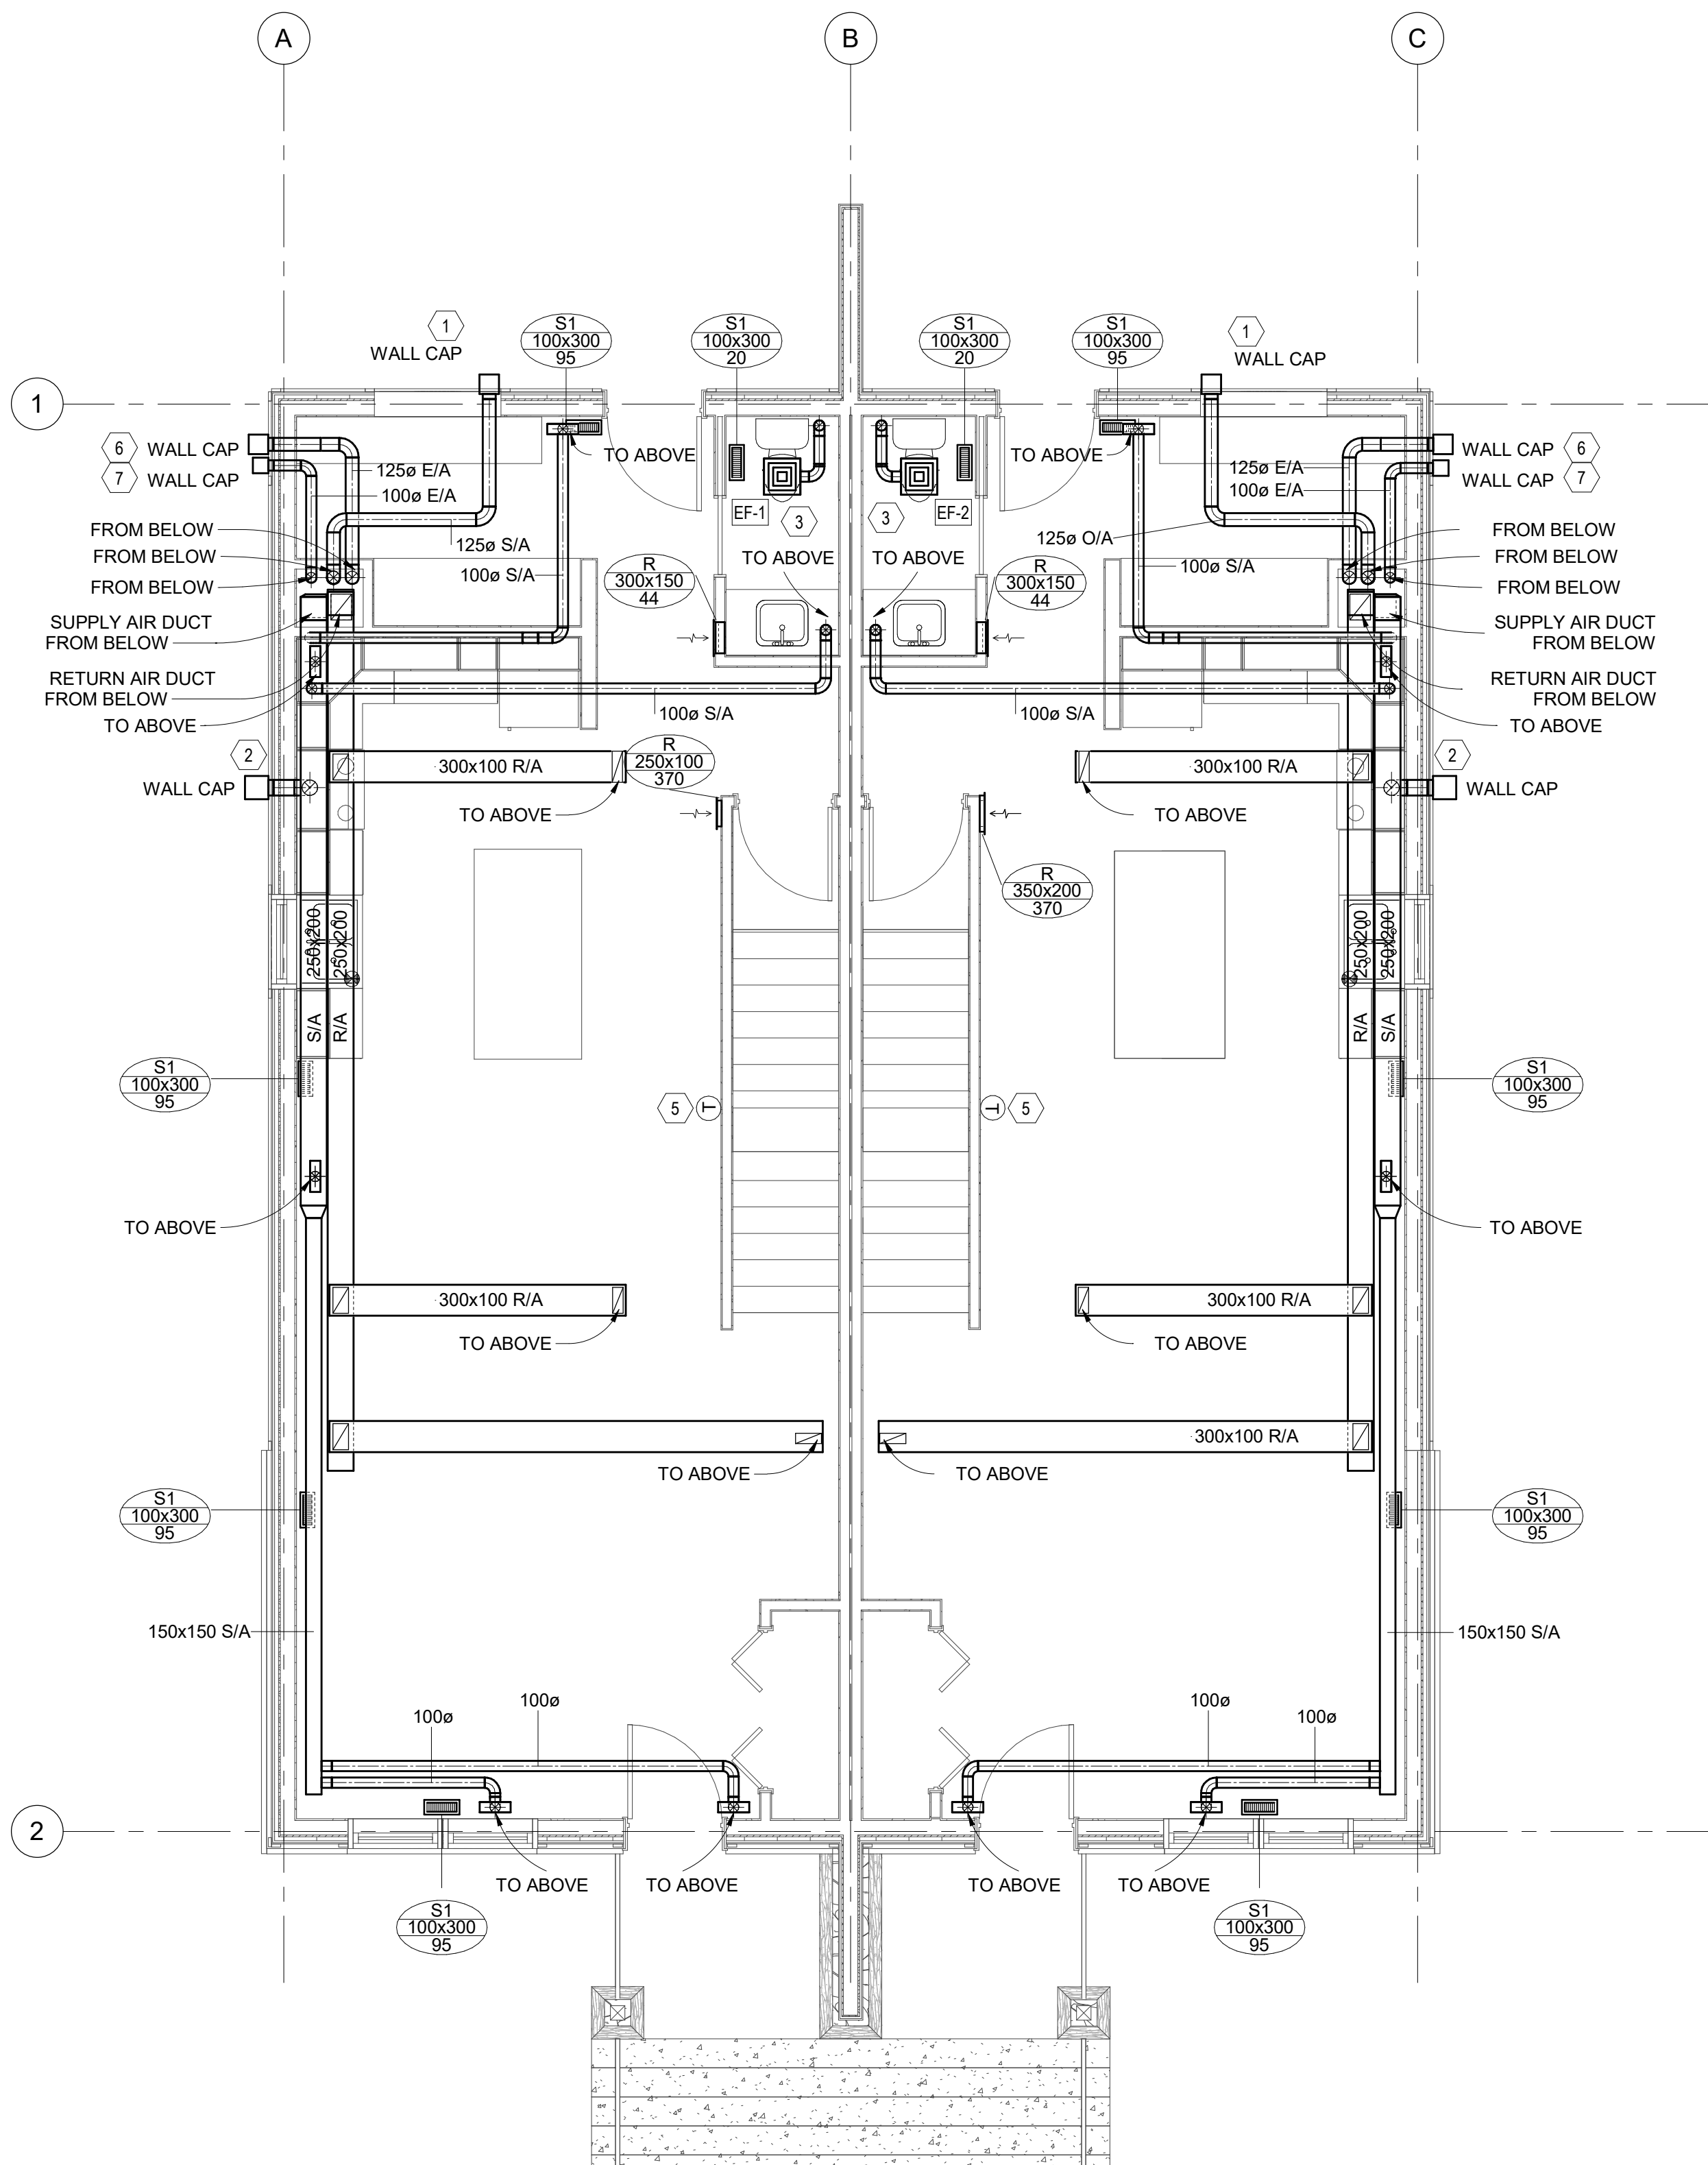 A
B
C
1
1
WALL CAP
S1
100x300
95
S1
100x300
20
S1
100x300
20
S1
100x300
95
1
WALL CAP
6
WALL CAP
7
WALL CAP
125ø E/A
100ø E/A
TO ABOVE
TO ABOVE
125ø E/A
100ø E/A
WALL CAP
6
WALL CAP
7
EF-1
3
3
EF-2
FROM BELOW
FROM BELOW
FROM BELOW
125ø S/A
100ø S/A
TO ABOVE
TO ABOVE
125ø O/A
100ø S/A
FROM BELOW
FROM BELOW
FROM BELOW
R
300x150
44
R
300x150
44
SUPPLY AIR DUCT
FROM BELOW
SUPPLY AIR DUCT
FROM BELOW
RETURN AIR DUCT
FROM BELOW
RETURN AIR DUCT
FROM BELOW
TO ABOVE
100ø S/A
100ø S/A
TO ABOVE
2
WALL CAP
300x100 R/A
R
250x100
370
300x100 R/A
2
WALL CAP
TO ABOVE
TO ABOVE
R
350x200
370
250x200
250x200
250x200
250x200
S/A
R/A
R/A
S/A
S1
100x300
95
S1
100x300
95
5
T
T
5
TO ABOVE
TO ABOVE
300x100 R/A
300x100 R/A
TO ABOVE
TO ABOVE
300x100 R/A
TO ABOVE
TO ABOVE
S1
100x300
95
S1
100x300
95
150x150 S/A
150x150 S/A
100ø
100ø
100ø
100ø
2
TO ABOVE
TO ABOVE
TO ABOVE
TO ABOVE
S1
100x300
95
S1
100x300
95